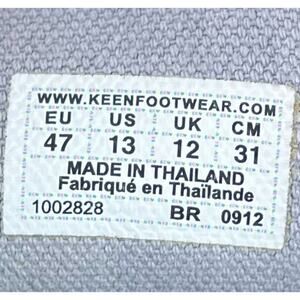 WWW.KEENFOOTWEAR.COM
EU US UK CM
47 13 12 31
MADE IN THAILAND
Fabriqué en Thaïlande
1002828 BR 0912